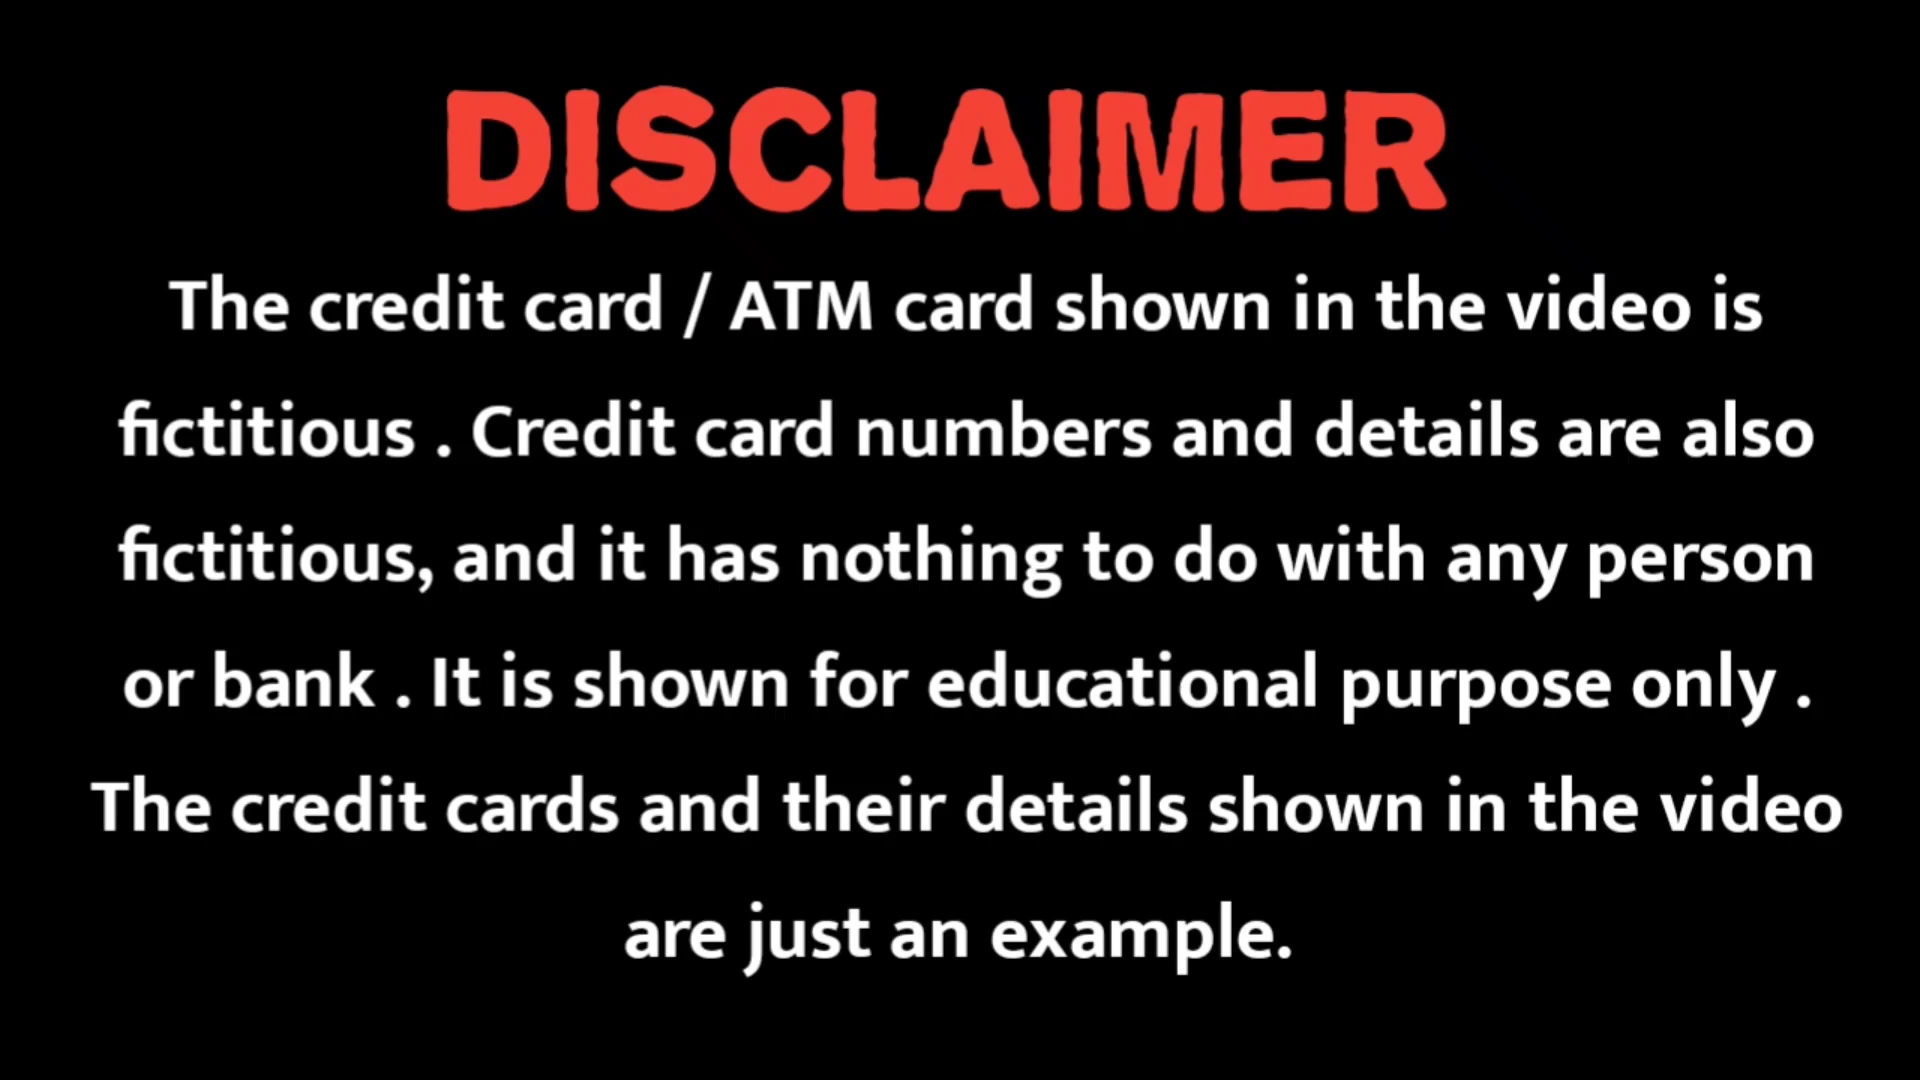 DISCLAIMER
The credit card / ATM card shown in the video is
fictitious . Credit card numbers and details are also
fictitious, and it has nothing to do with any person
or bank . It is shown for educational purpose only .
The credit cards and their details shown in the video
are just an example.